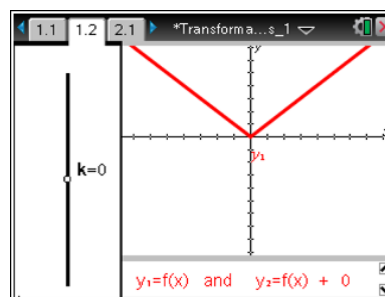 1.1 1.2 2.1 *Transforma...s_1
y
k=0
y₁
y₁=f(x) and y₂=f(x) + 0